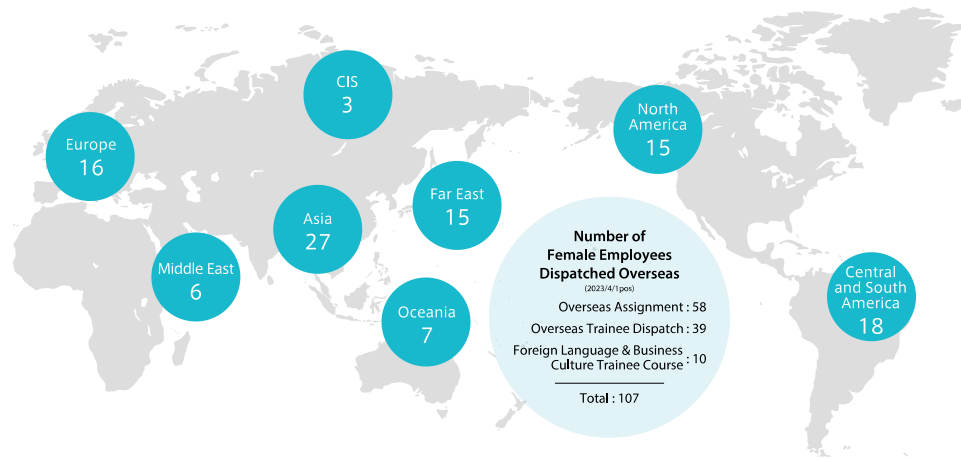 CIS
3
North
America
15
Europe
16
Far East
15
Asia
27
Middle East
6
Oceania
7
Central
and South
America
18
Number of
Female Employees
Dispatched Overseas
(2023/4/1pos)
Overseas Assignment : 58
Overseas Trainee Dispatch : 39
Foreign Language & Business
Culture Trainee Course : 10
Total : 107